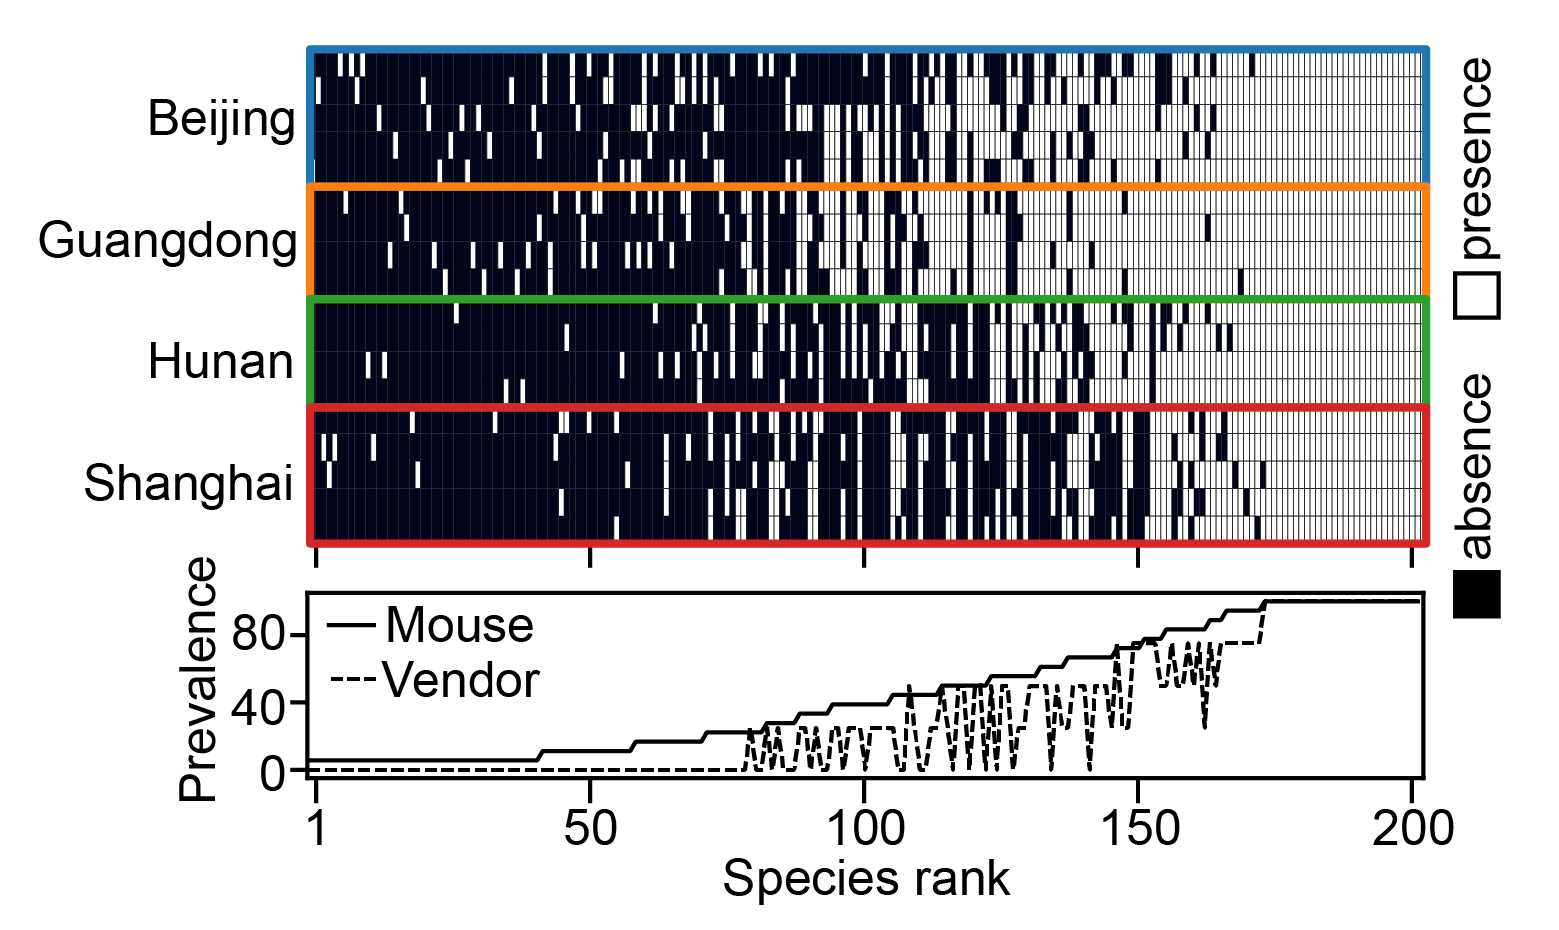 Beijing
Guangdong
Hunan
Shanghai
presence
absence
Prevalence
80
40
0
Mouse
Vendor
1 50 100 150 200
Species rank